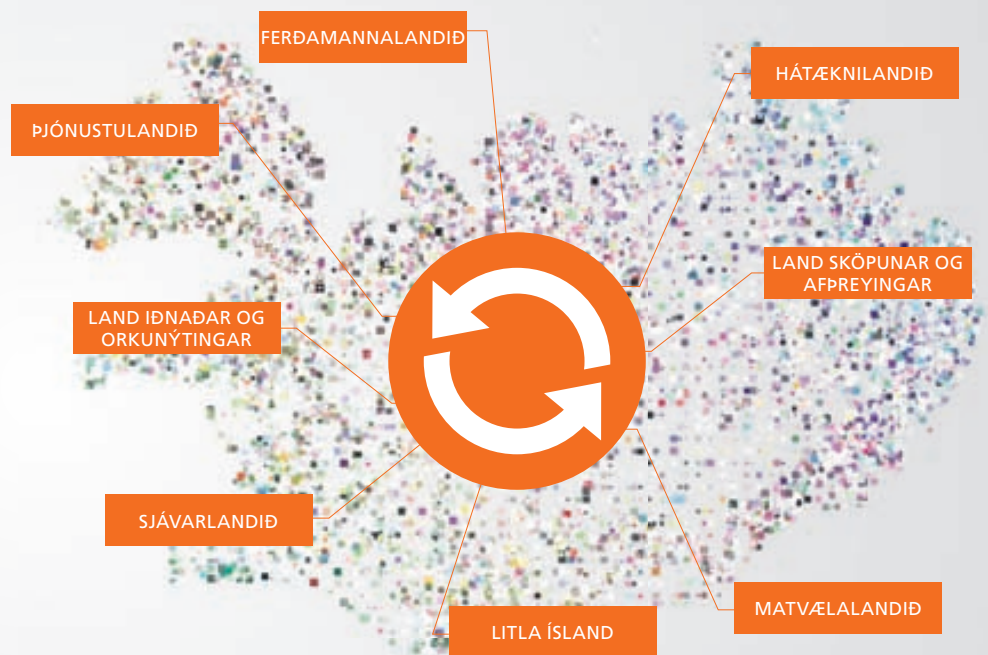 FERÐAMANNALANDIÐ
HÁTÆKNILANDIÐ
ÞJÓNUSTULANDIÐ
LAND SKÖPUNAR OG
AFÞREYINGAR
LAND IÐNAÐAR OG
ORKUNÝTINGAR
SJÁVARLANDIÐ
MATVÆLALANDIÐ
LITLA ÍSLAND